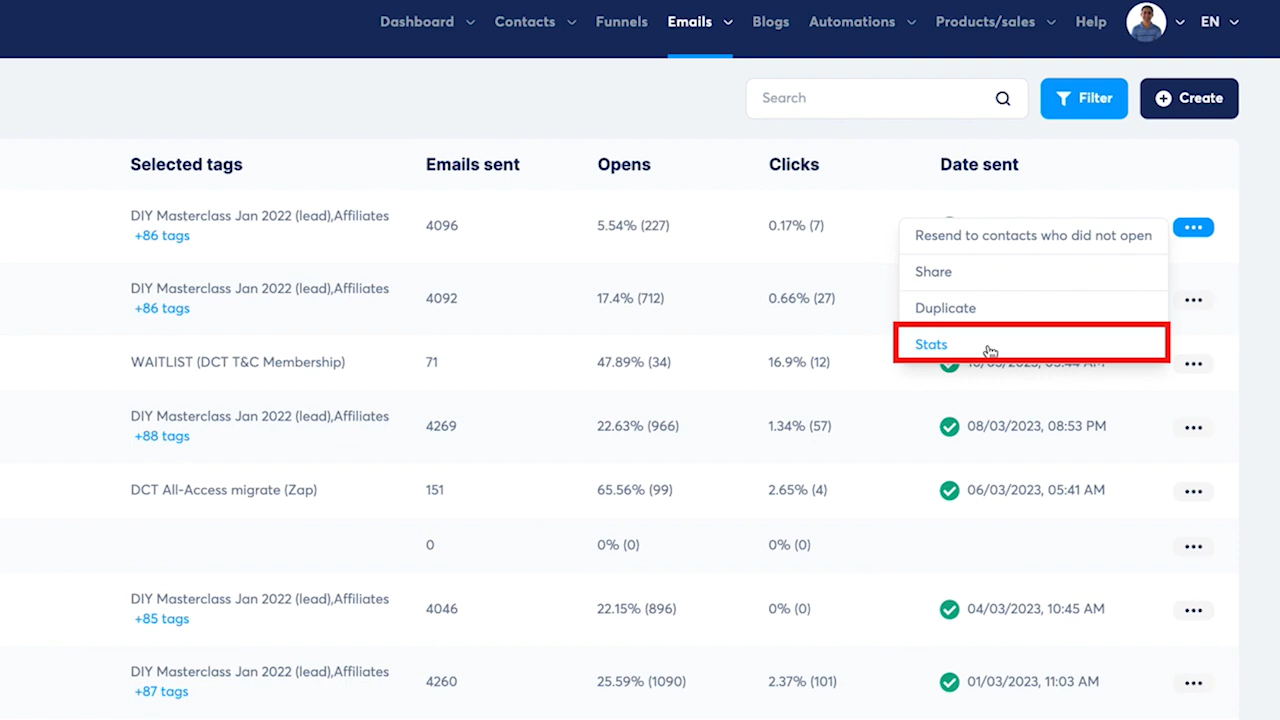 Dashboard Contacts Funnels Emails Blogs Automations Products/sales Help EN
Search Filter Create
Selected tags Emails sent Opens Clicks Date sent
DIY Masterclass Jan 2022 (lead),Affiliates
+86 tags
4096 5.54% (227) 0.17% (7)
Resend to contacts who did not open
Share
Duplicate
Stats
DIY Masterclass Jan 2022 (lead),Affiliates
+86 tags
4092 17.4% (712) 0.66% (27)
WAITLIST (DCT T&C Membership) 71 47.89% (34) 16.9% (12)
DIY Masterclass Jan 2022 (lead),Affiliates
+88 tags
4269 22.63% (966) 1.34% (57) 08/03/2023, 08:53 PM
DCT All-Access migrate (Zap) 151 65.56% (99) 2.65% (4) 06/03/2023, 05:41 AM
0 0% (0) 0% (0)
DIY Masterclass Jan 2022 (lead),Affiliates
+85 tags
4046 22.15% (896) 0% (0) 04/03/2023, 10:45 AM
DIY Masterclass Jan 2022 (lead),Affiliates
+87 tags
4260 25.59% (1090) 2.37% (101) 01/03/2023, 11:03 AM